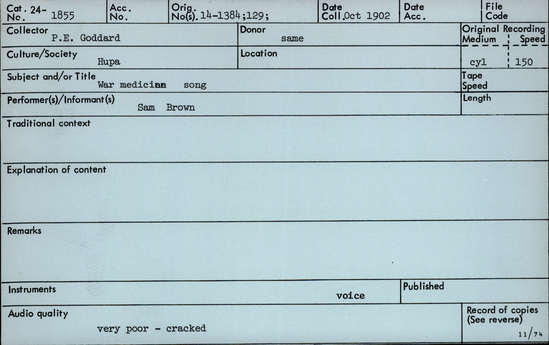 Cat. 24- Acc. Orig. Date Date File
No. 1855 No. No(s). 14-1384;129; Coll. Oct 1902 Acc. Code
Collector Donor Original Recording
P.E. Goddard same Medium Speed
Culture/Society Location
Hupa cyl 150
Subject and/or Title Tape
War medicinn song Speed
Performer(s)/Informant(s) Length
Sam Brown
Traditional context
Explanation of content
Remarks
Instruments Published
voice
Audio quality Record of copies
(See reverse)
very poor - cracked 11/74